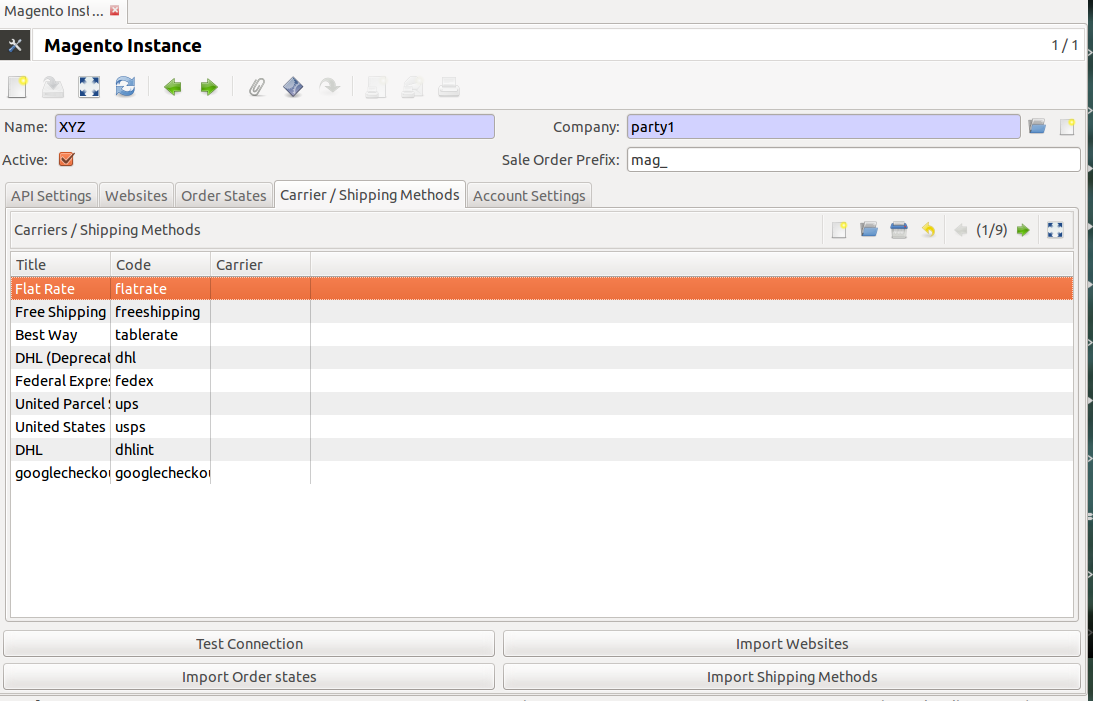 Magento Inst...
Magento Instance 1 / 1
Name: XYZ Company: party1
Active: Sale Order Prefix: mag_
API Settings Websites Order States Carrier / Shipping Methods Account Settings
Carriers / Shipping Methods (1/9)
Title Code Carrier
Flat Rate flatrate
Free Shipping freeshipping
Best Way tablerate
DHL (Deprecat dhl
Federal Expres fedex
United Parcel S ups
United States usps
DHL dhlint
googlecheckou googlecheckou
Test Connection Import Websites
Import Order states Import Shipping Methods